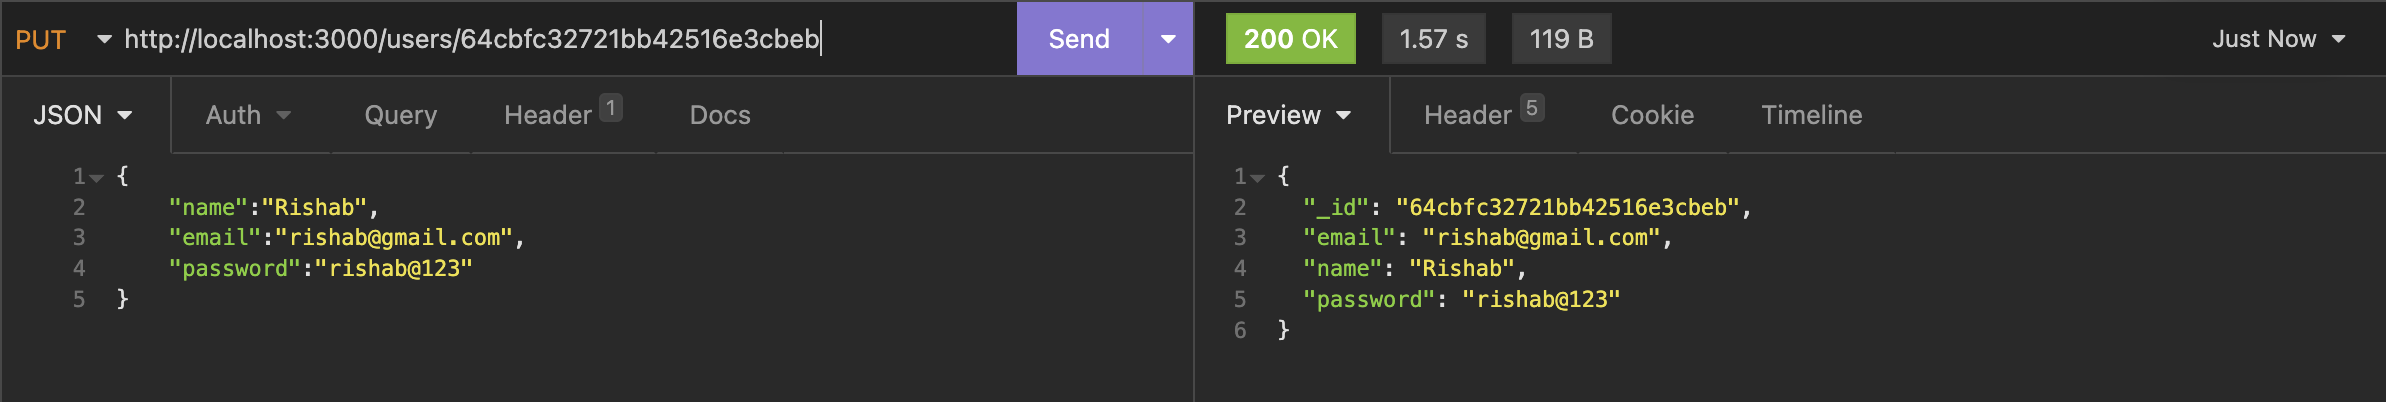 PUT http://localhost:3000/users/64cbfc32721bb42516e3cbeb Send
200 OK 1.57 s 119 B Just Now
JSON Auth Query Header 1 Docs
1 {
2 "name":"Rishab",
3 "email":"rishab@gmail.com",
4 "password":"rishab@123"
5 }
Preview Header 5 Cookie Timeline
1 {
2 "_id": "64cbfc32721bb42516e3cbeb",
3 "email": "rishab@gmail.com",
4 "name": "Rishab",
5 "password": "rishab@123"
6 }